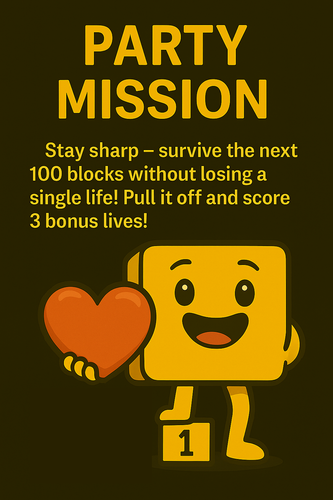 PARTY
MISSION
Stay sharp – survive the next
100 blocks without losing a
single life! Pull it off and score
3 bonus lives!
1